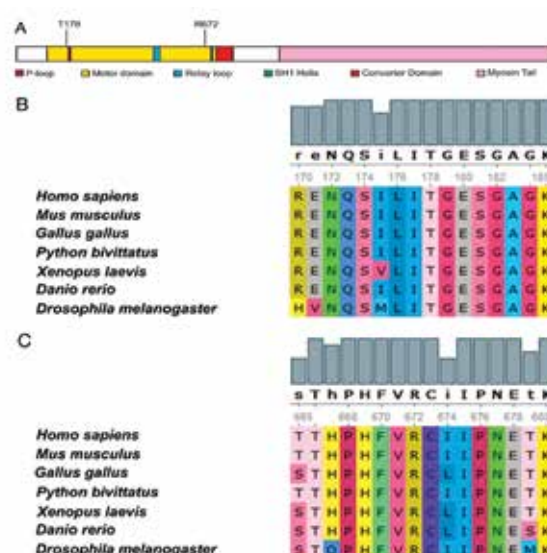 A
T178 R672
P-loop Motor domain Relay loop SH1 Helix Converter Domain Myosin Tail
B
r e N Q S i L I T G E S G A G K
170 172 174 176 178 180 182
Homo sapiens R E N Q S I L I T G E S G A G K
Mus musculus R E N Q S I L I T G E S G A G K
Gallus gallus R E N Q S I L I T G E S G A G K
Python bivittatus R E N Q S I L I T G E S G A G K
Xenopus laevis R E N Q S V L I T G E S G A G K
Danio rerio R E N Q S I L I T G E S G A G K
Drosophila melanogaster H V N Q S M L I T G E S G A G K
C
s T h P H F V R C i I P N E t K
668 670 672 674 676 678
Homo sapiens T T H P H F V R C I I P N E T K
Mus musculus T T H P H F V R C I I P N E T K
Gallus gallus S T H P H F V R C L I P N E T K
Python bivittatus T T H P H F V R C I I P N E T K
Xenopus laevis S T H P H F V R C L I P N E T K
Danio rerio S T H P H F V R C L I P N E S K
Drosophila melanogaster S T Q P H F V R C I I P N E N K